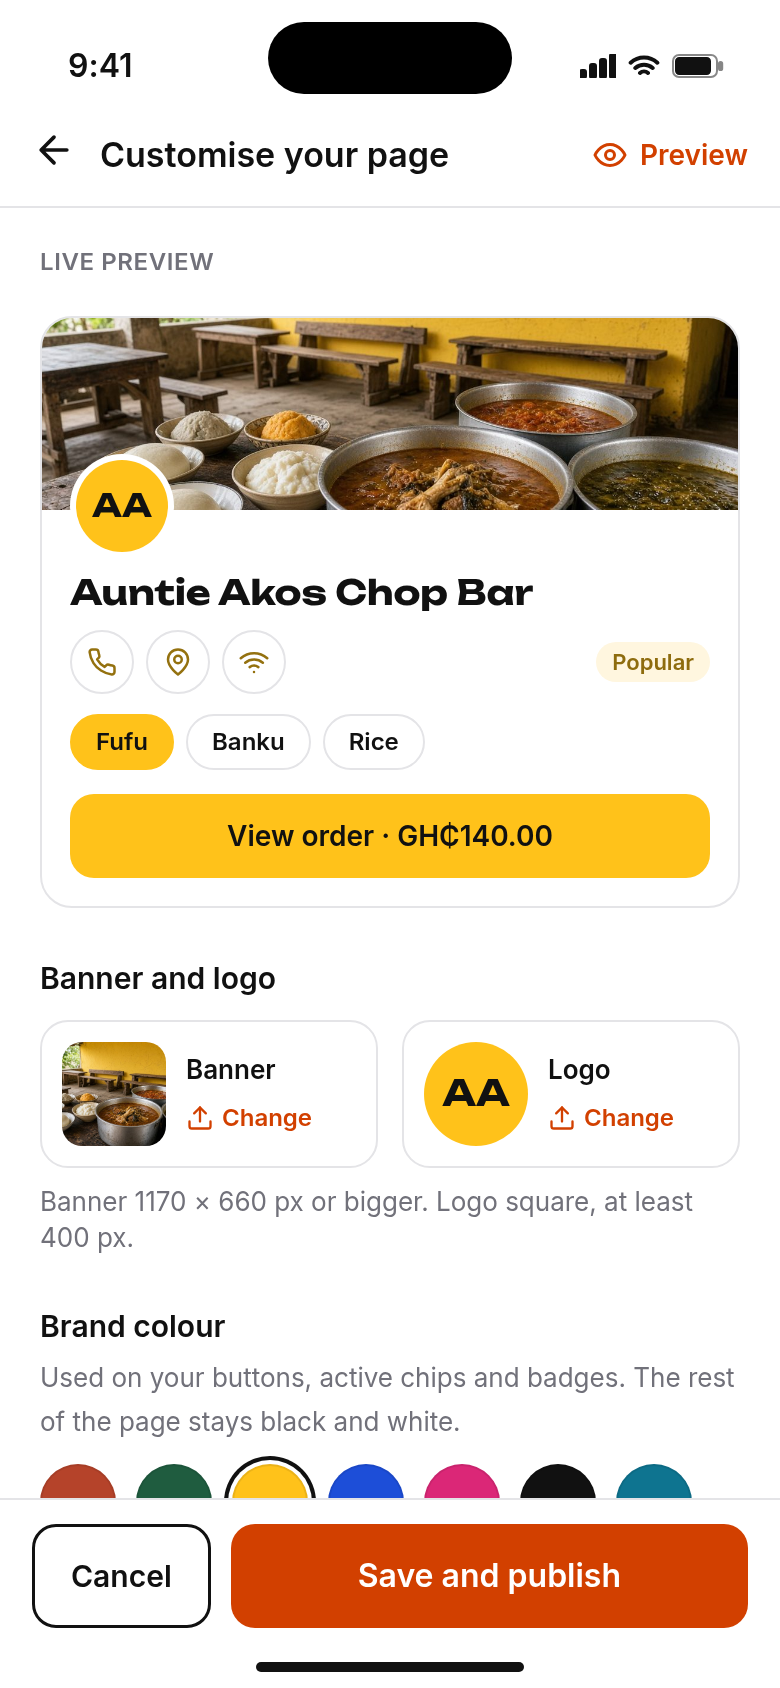 9:41
Customise your page
Preview
LIVE PREVIEW
AA
Auntie Akos Chop Bar
Popular
Fufu
Banku
Rice
View order · GH₵140.00
Banner and logo
Banner
Change
AA
Logo
Change
Banner 1170 × 660 px or bigger. Logo square, at least
400 px.
Brand colour
Used on your buttons, active chips and badges. The rest
of the page stays black and white.
Cancel
Save and publish